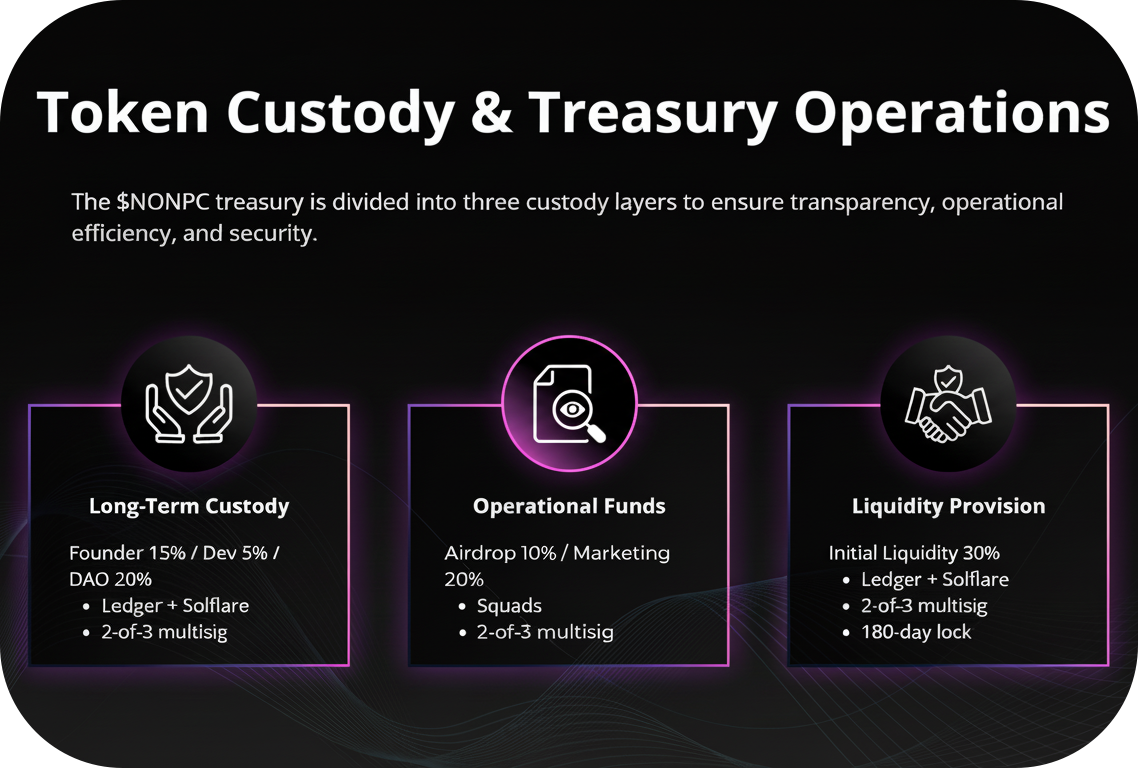 Token Custody & Treasury Operations
The $NONPC treasury is divided into three custody layers to ensure transparency, operational
efficiency, and security.
Long-Term Custody
Founder 15% / Dev 5% /
DAO 20%
• Ledger + Solflare
• 2-of-3 multisig
Operational Funds
Airdrop 10% / Marketing
20%
• Squads
• 2-of-3 multisig
Liquidity Provision
Initial Liquidity 30%
• Ledger + Solflare
• 2-of-3 multisig
• 180-day lock